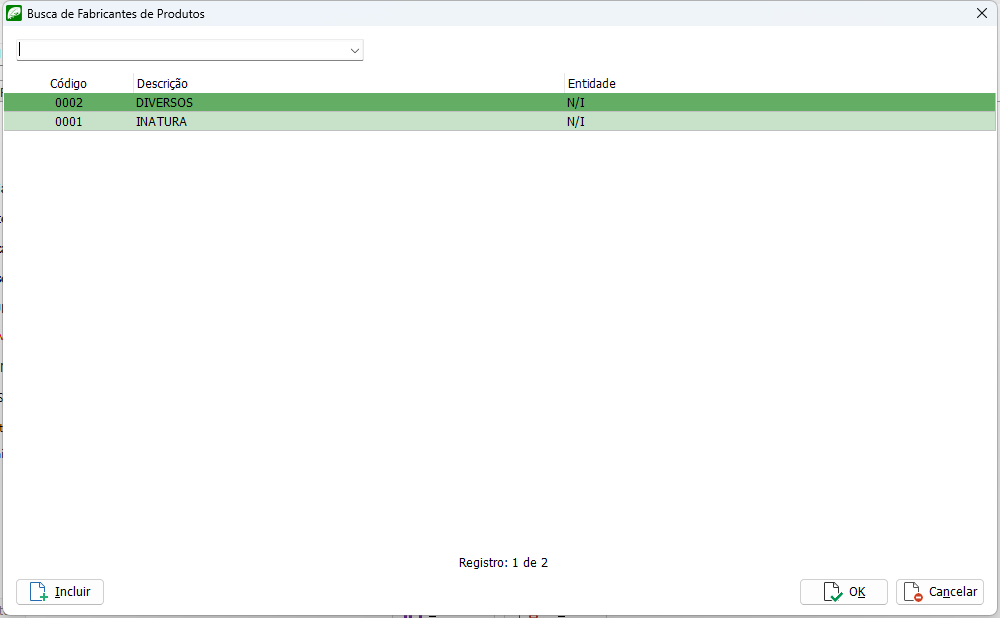 Busca de Fabricantes de Produtos
Código Descrição Entidade
0002 DIVERSOS N/I
0001 INATURA N/I
Registro: 1 de 2
Incluir OK Cancelar